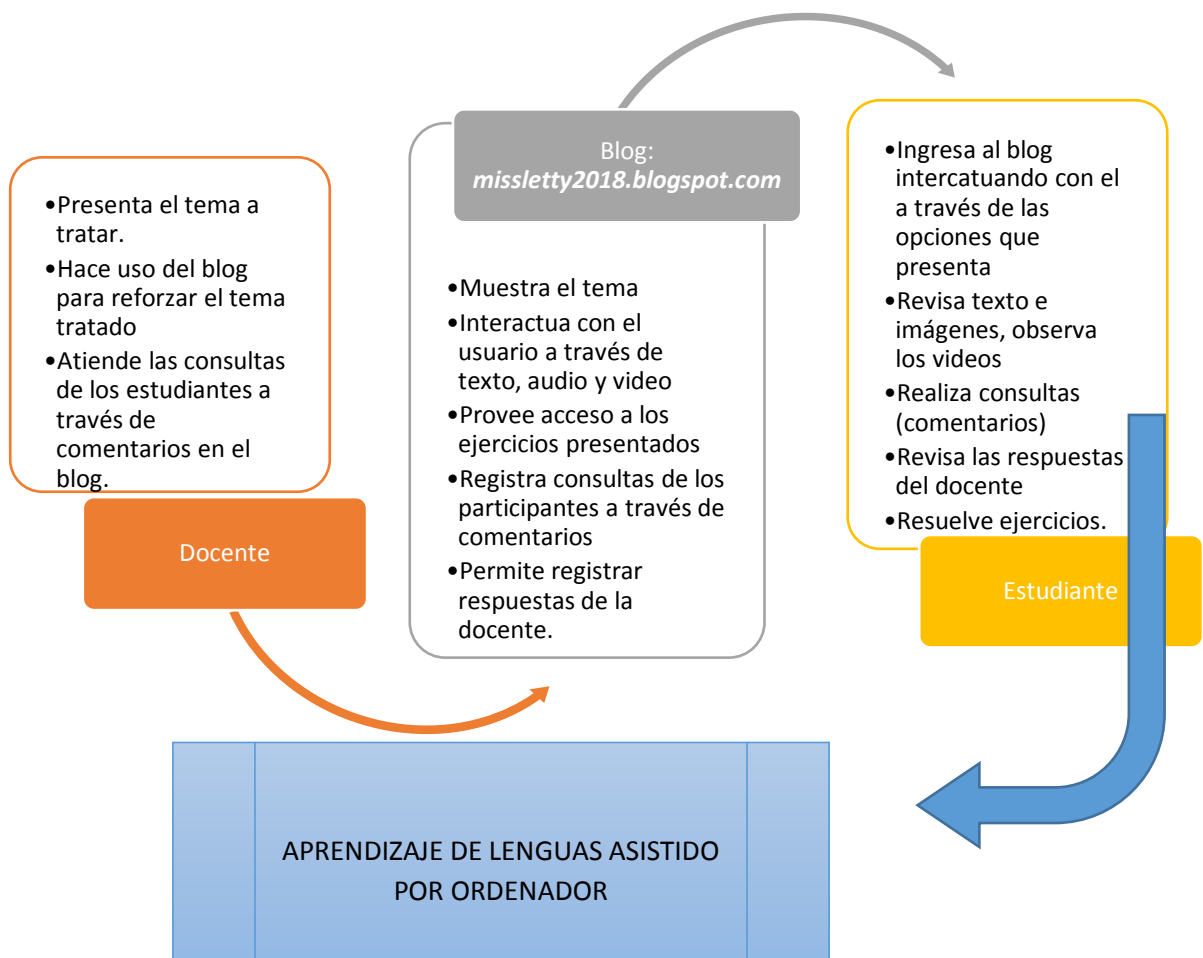 •Presenta el tema a
tratar.
•Hace uso del blog
para reforzar el tema
tratado
•Atiende las consultas
de los estudiantes a
través de
comentarios en el
blog.
Docente
Blog:
missletty2018.blogspot.com
•Muestra el tema
•Interactua con el
usuario a través de
texto, audio y video
•Provee acceso a los
ejercicios presentados
•Registra consultas de los
participantes a través de
comentarios
•Permite registrar
respuestas de la
docente.
•Ingresa al blog
intercatuando con el
a través de las
opciones que
presenta
•Revisa texto e
imágenes, observa
los videos
•Realiza consultas
(comentarios)
•Revisa las respuestas
del docente
•Resuelve ejercicios.
Estudiante
APRENDIZAJE DE LENGUAS ASISTIDO
POR ORDENADOR